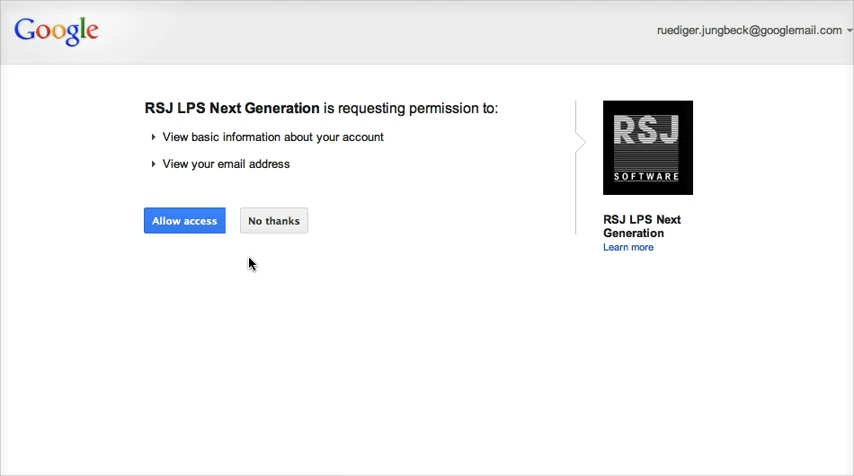 Google
ruediger.jungbeck@googlemail.com
RSJ LPS Next Generation is requesting permission to:
View basic information about your account
View your email address
Allow access
No thanks
RSJ
SOFTWARE
RSJ LPS Next
Generation
Learn more